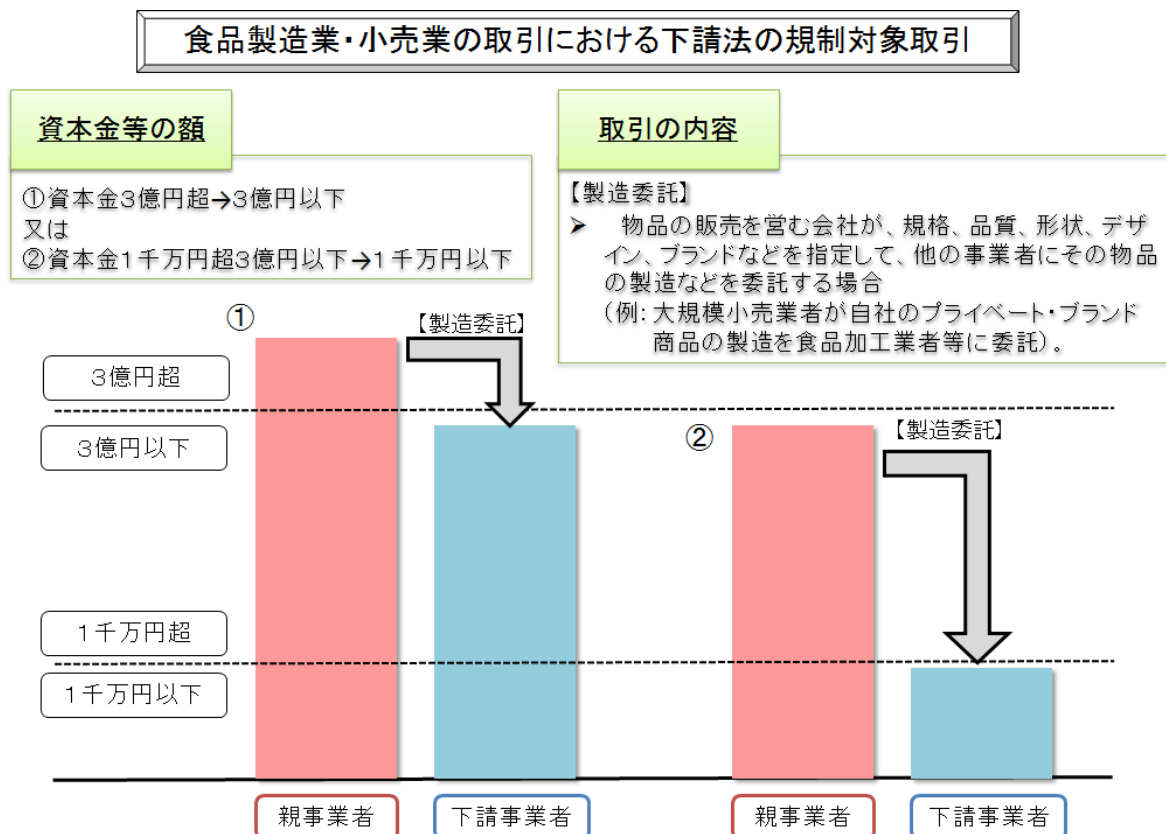 食品製造業・小売業の取引における下請法の規制対象取引
資本金等の額
①資本金３億円超→３億円以下
又は
②資本金１千万円超３億円以下→１千万円以下
取引の内容
【製造委託】
➤ 物品の販売を営む会社が、規格、品質、形状、デザ
イン、ブランドなどを指定して、他の事業者にその物品
の製造などを委託する場合
（例：大規模小売業者が自社のプライベート・ブランド
商品の製造を食品加工業者等に委託）。
①
【製造委託】
３億円超
３億円以下
②
【製造委託】
１千万円超
１千万円以下
親事業者
下請事業者
親事業者
下請事業者